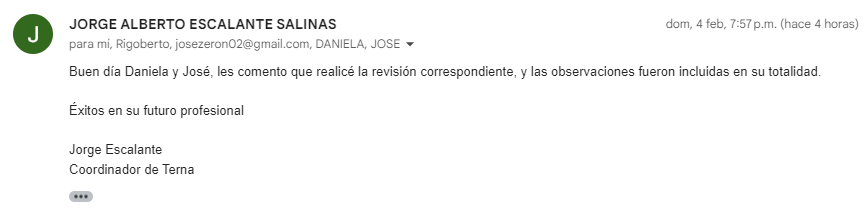 J
JORGE ALBERTO ESCALANTE SALINAS
dom, 4 feb, 7:57 p.m. (hace 4 horas)
para mí, Rigoberto, josezeron02@gmail.com, DANIELA, JOSE
Buen día Daniela y José, les comento que realicé la revisión correspondiente, y las observaciones fueron incluidas en su totalidad.
Éxitos en su futuro profesional
Jorge Escalante
Coordinador de Terna